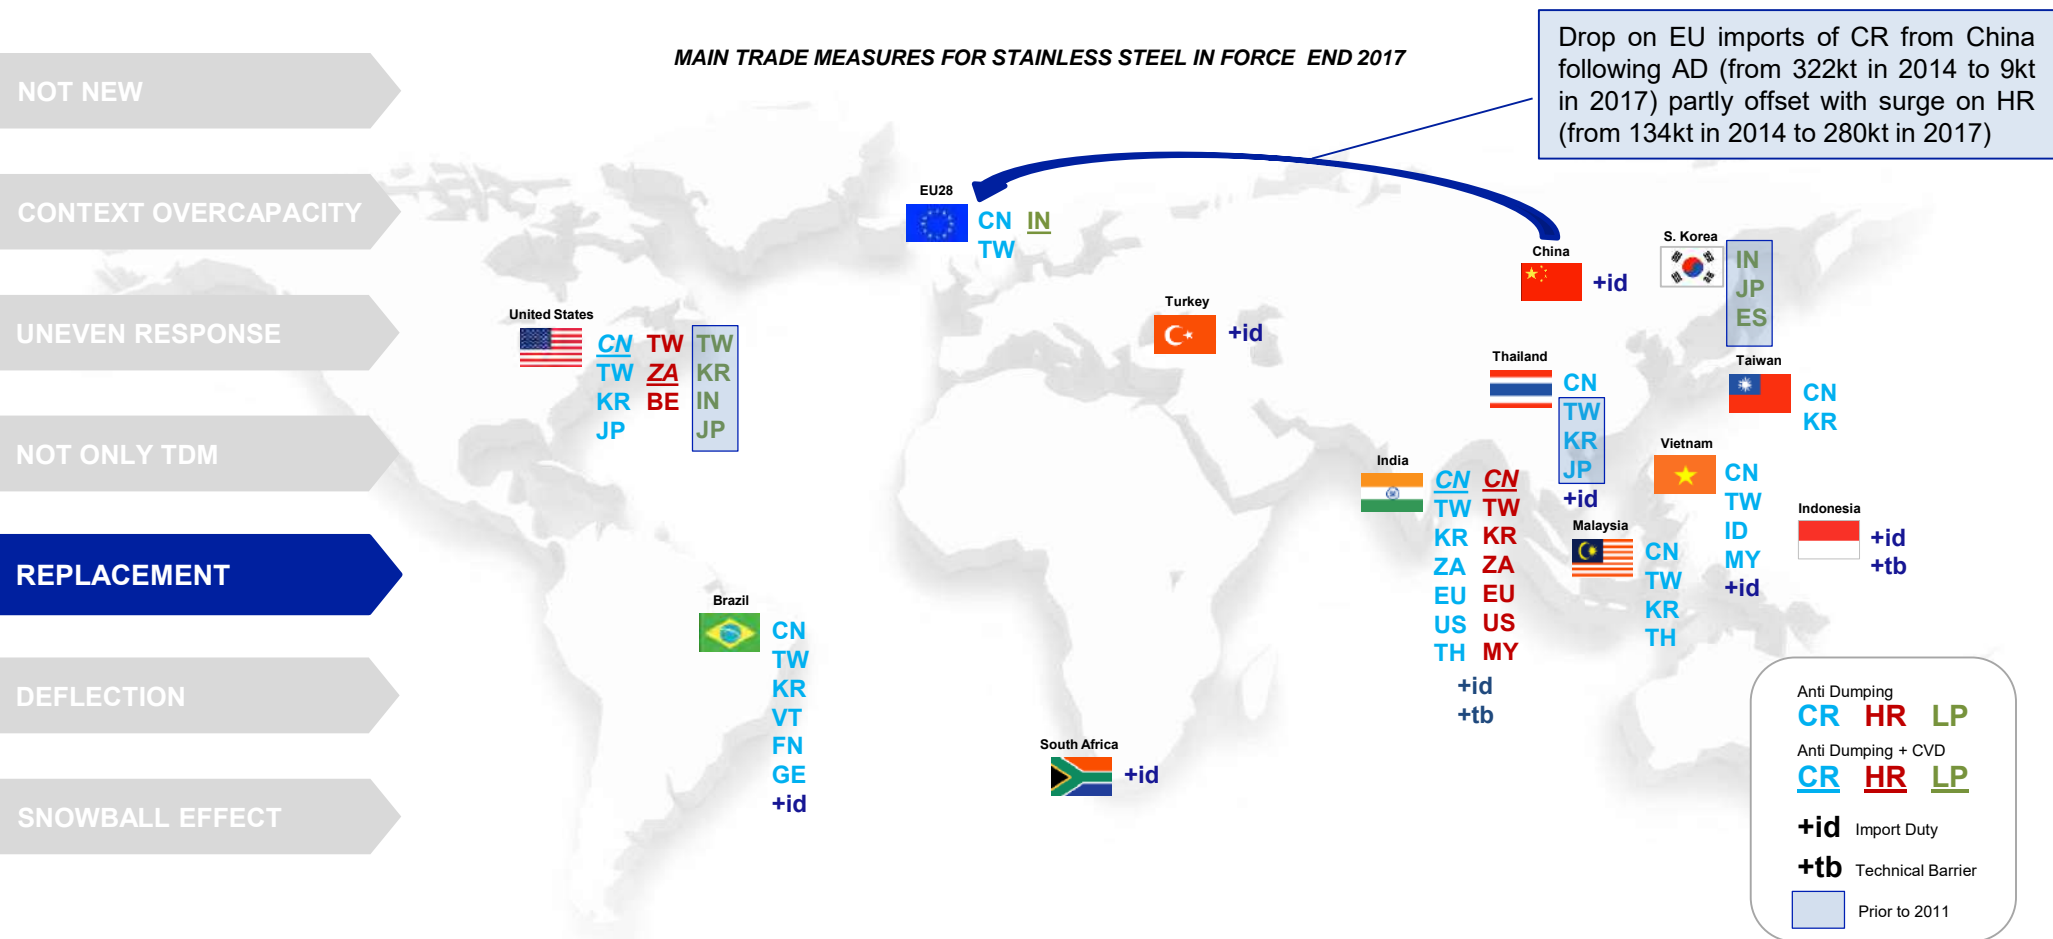 MAIN TRADE MEASURES FOR STAINLESS STEEL IN FORCE END 2017
Drop on EU imports of CR from China
following AD (from 322kt in 2014 to 9kt
in 2017) partly offset with surge on HR
(from 134kt in 2014 to 280kt in 2017)
NOT NEW
CONTEXT OVERCAPACITY
UNEVEN RESPONSE
NOT ONLY TDM
REPLACEMENT
DEFLECTION
SNOWBALL EFFECT
United States
CN TW TW
TW ZA KR
KR BE IN
JP JP
EU28
CN IN
TW
Turkey
+id
China
+id
S. Korea
IN
JP
ES
Thailand
CN
TW
KR
JP
+id
Taiwan
CN
KR
India
CN CN
TW TW
KR KR
ZA ZA
EU EU
US US
TH MY
+id
+tb
Vietnam
CN
TW
ID
MY
+id
Malaysia
CN
TW
KR
TH
Indonesia
+id
+tb
Brazil
CN
TW
KR
VT
FN
GE
+id
South Africa
+id
Anti Dumping
CR HR LP
Anti Dumping + CVD
CR HR LP
+id Import Duty
+tb Technical Barrier
Prior to 2011